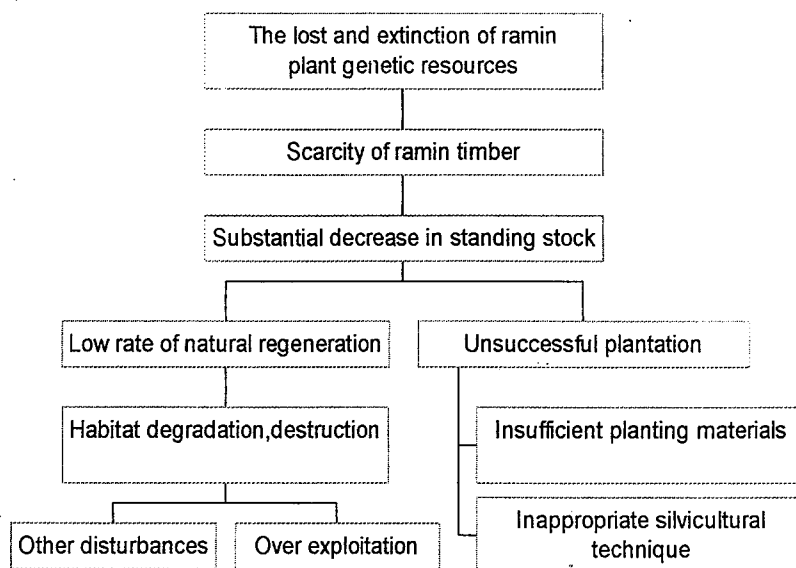 The lost and extinction of ramin
plant genetic resources
Scarcity of ramin timber
Substantial decrease in standing stock
Low rate of natural regeneration
Unsuccessful plantation
Habitat degradation,destruction
Insufficient planting materials
Other disturbances
Over exploitation
Inappropriate silvicultural
technique